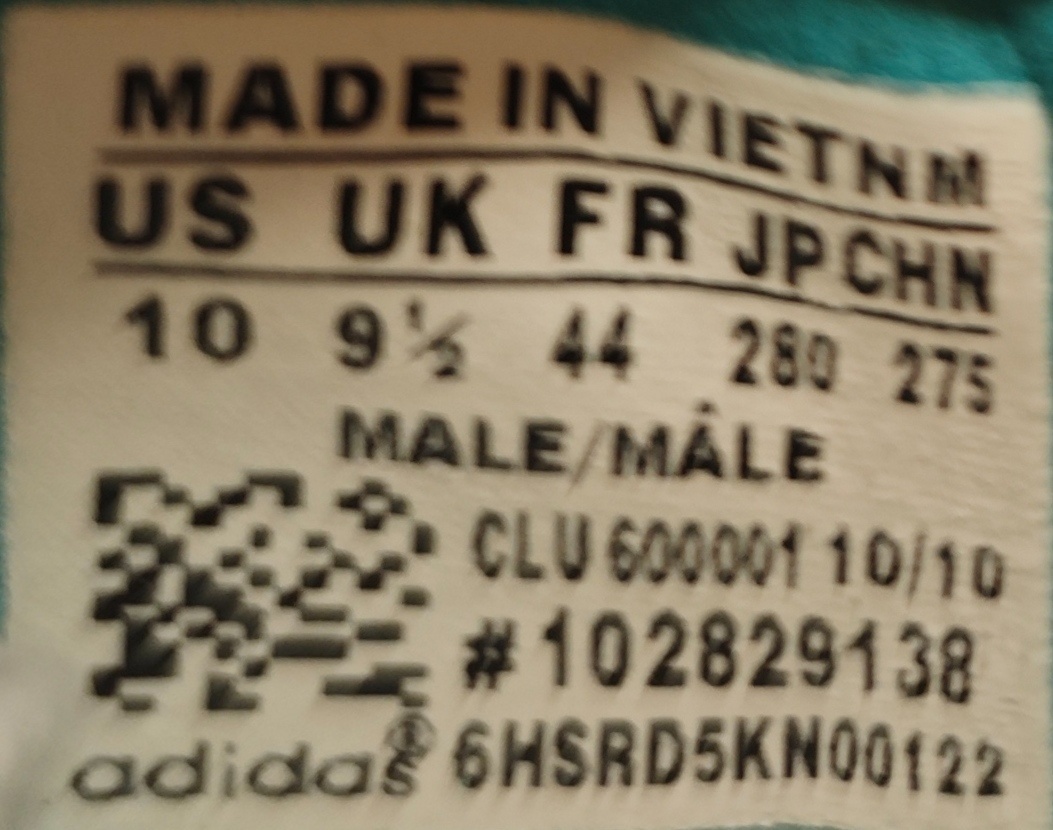 MADE IN VIETNM
US UK FR JP CHN
10 9½ 44 280 275
MALE/MÂLE
CLU 600001 10/10
#102829138
adidas® 6HSRD5KN00122